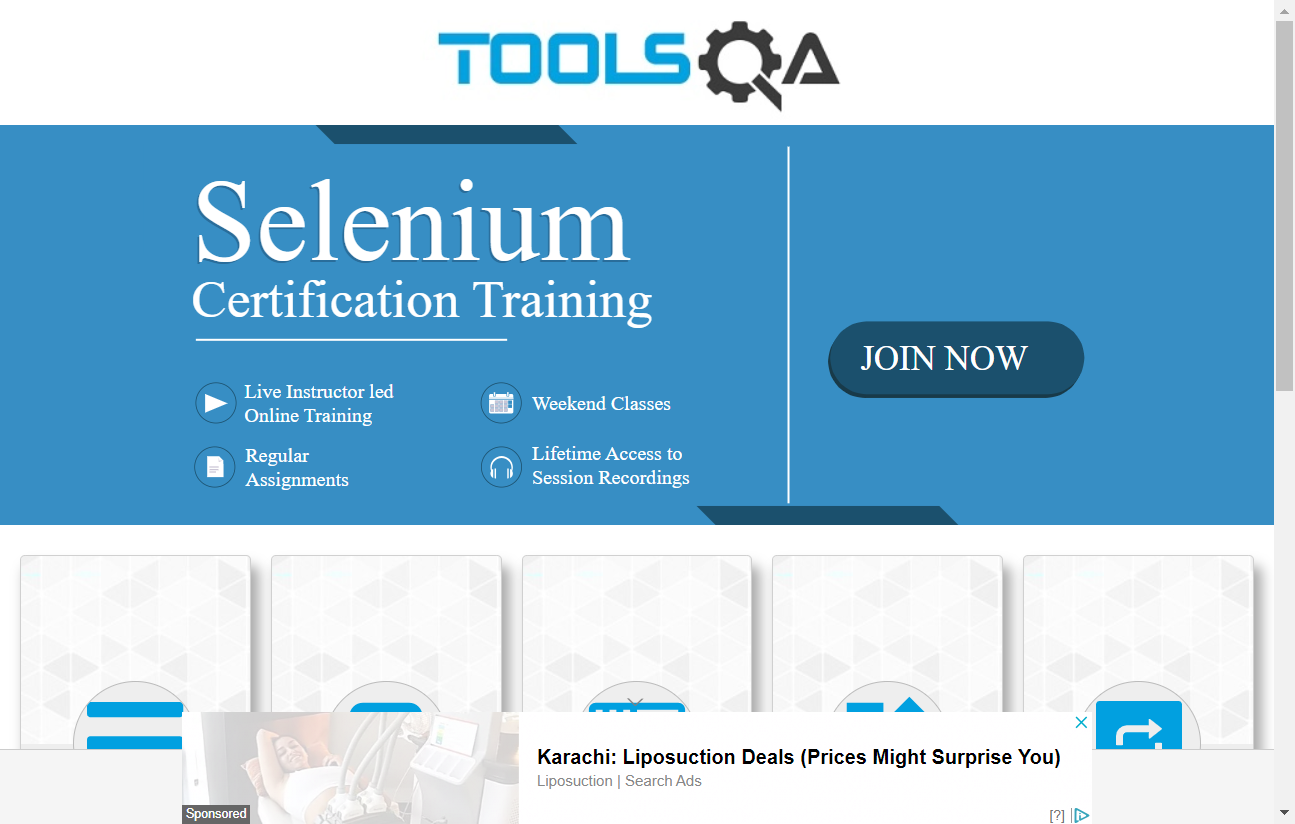 TOOLSQA
Selenium
Certification Training
JOIN NOW
Live Instructor led
Online Training
Weekend Classes
Regular
Assignments
Lifetime Access to
Session Recordings
Karachi: Liposuction Deals (Prices Might Surprise You)
Liposuction | Search Ads
Sponsored
[?]